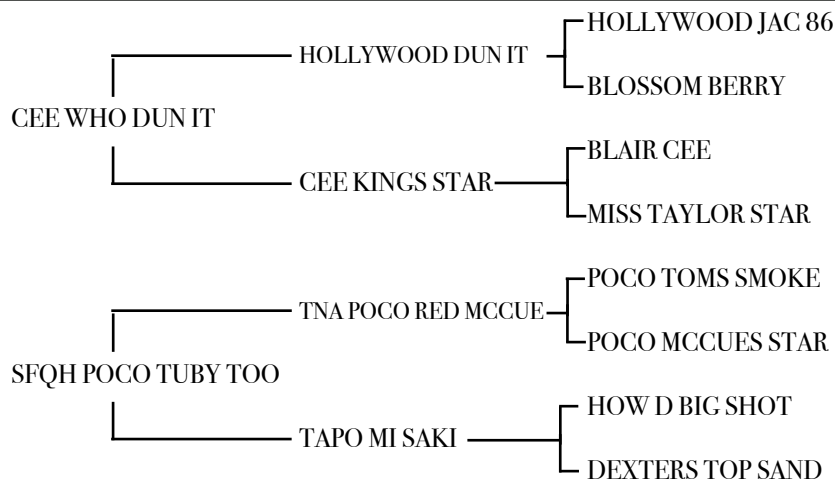 HOLLYWOOD JAC 86
HOLLYWOOD DUN IT
BLOSSOM BERRY
CEE WHO DUN IT
BLAIR CEE
CEE KINGS STAR
MISS TAYLOR STAR
POCO TOMS SMOKE
TNA POCO RED MCCUE
POCO MCCUES STAR
SFQH POCO TUBY TOO
HOW D BIG SHOT
TAPO MI SAKI
DEXTERS TOP SAND